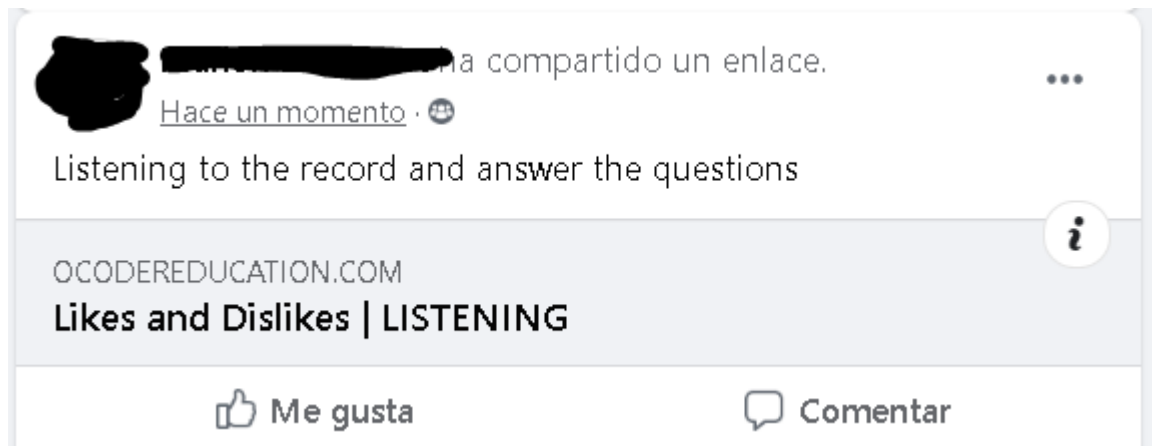 ha compartido un enlace.
Hace un momento ·
Listening to the record and answer the questions
OCODEREDUCATION.COM
Likes and Dislikes | LISTENING
Me gusta
Comentar